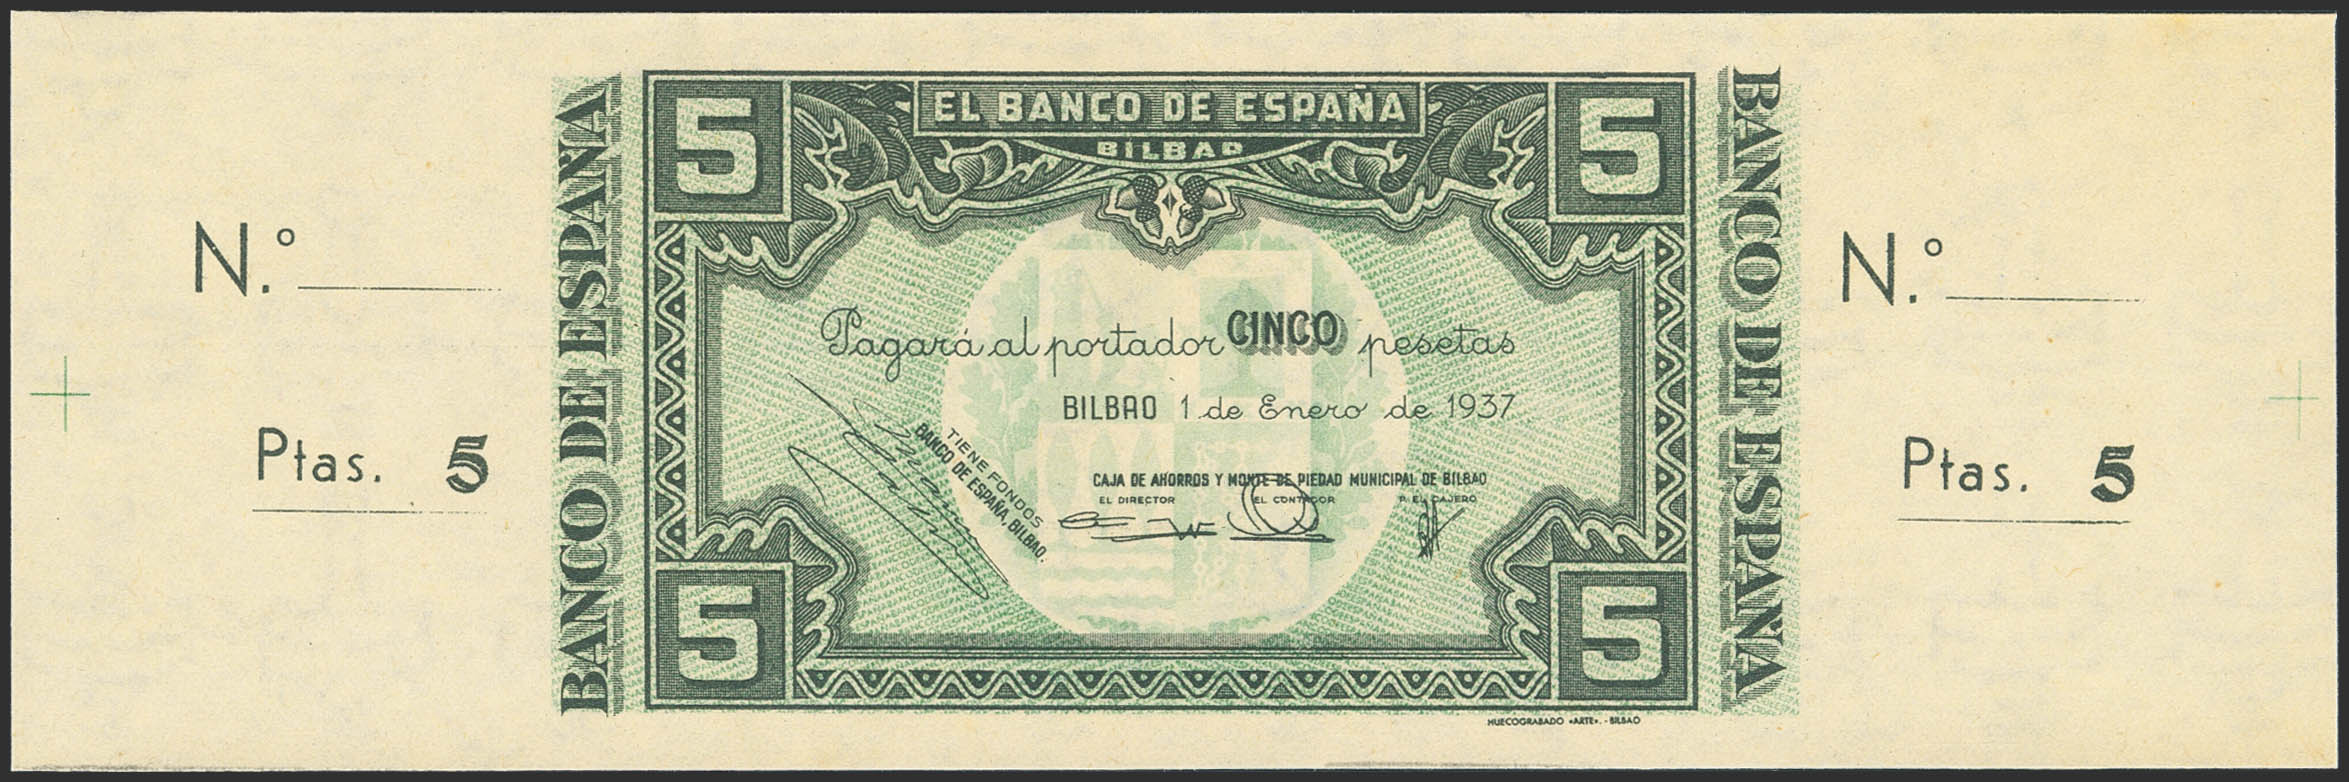 N.º
Ptas. 5
BANCO DE ESPAÑA
5
EL BANCO DE ESPAÑA
BILBAO
5
Pagará al portador CINCO pesetas
BILBAO 1 de Enero de 1937
TIENE FONDOS
BANCO DE ESPAÑA, BILBAO.
CAJA DE AHORROS Y MONTE DE PIEDAD MUNICIPAL DE BILBAO
EL DIRECTOR EL CONTADOR P. EL CAJERO
5
5
HUECOGRABADO «ARTE». - BILBAO
BANCO DE ESPAÑA
N.º
Ptas. 5